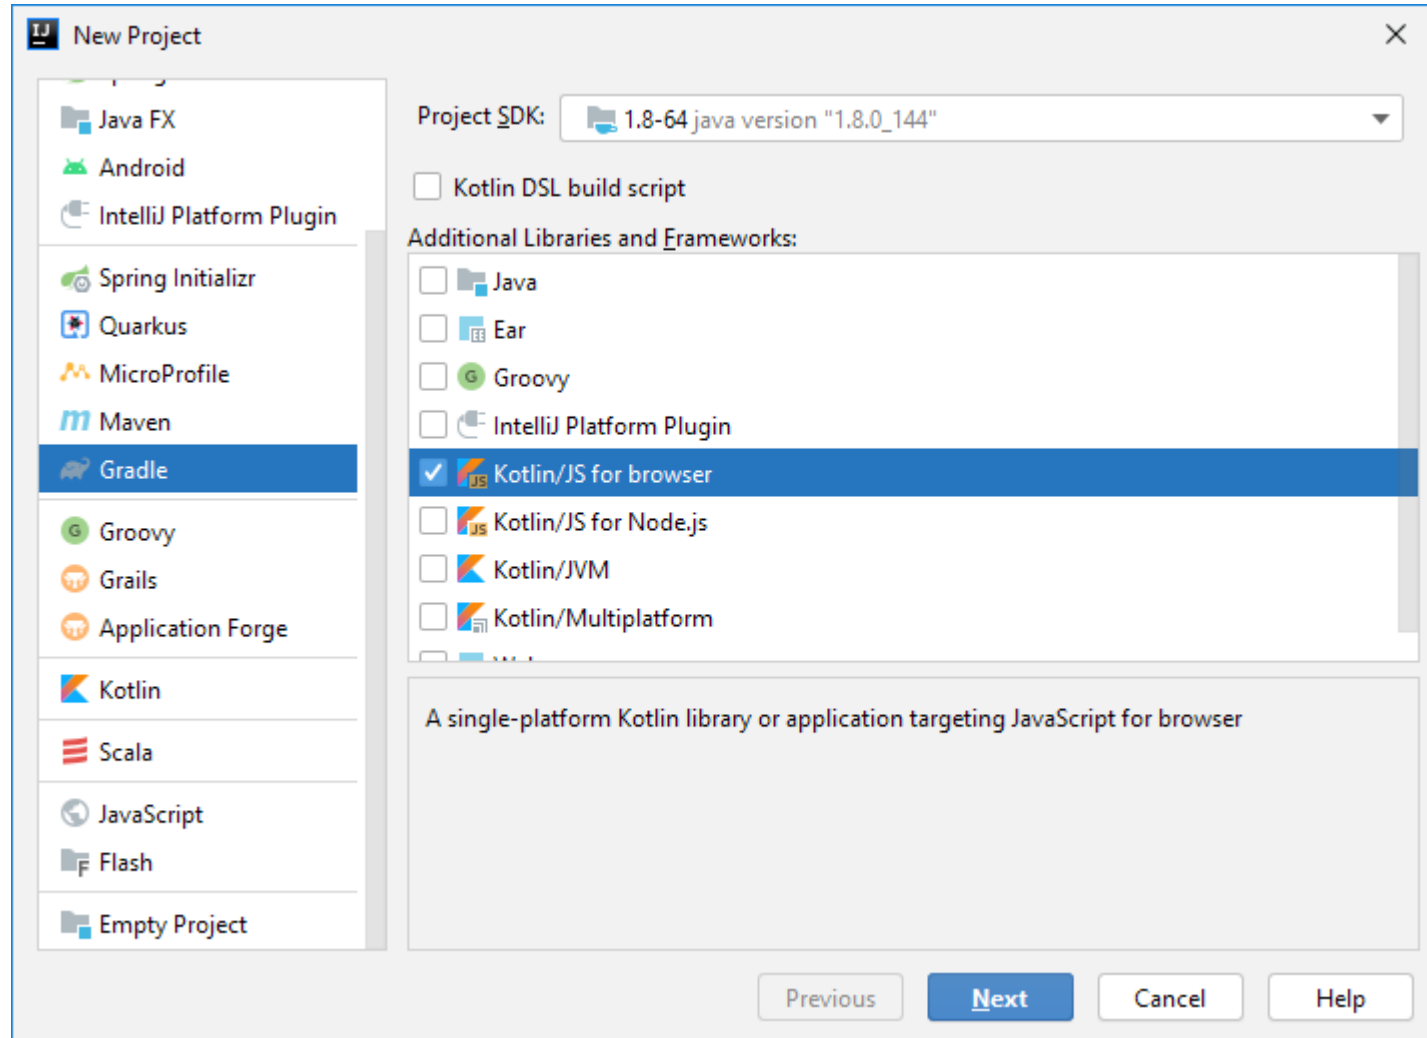 New Project
Java FX
Android
IntelliJ Platform Plugin
Spring Initializr
Quarkus
MicroProfile
Maven
Gradle
Groovy
Grails
Application Forge
Kotlin
Scala
JavaScript
Flash
Empty Project
Project SDK: 1.8-64 java version "1.8.0_144"
Kotlin DSL build script
Additional Libraries and Frameworks:
Java
Ear
Groovy
IntelliJ Platform Plugin
Kotlin/JS for browser
Kotlin/JS for Node.js
Kotlin/JVM
Kotlin/Multiplatform
A single-platform Kotlin library or application targeting JavaScript for browser
Previous Next Cancel Help